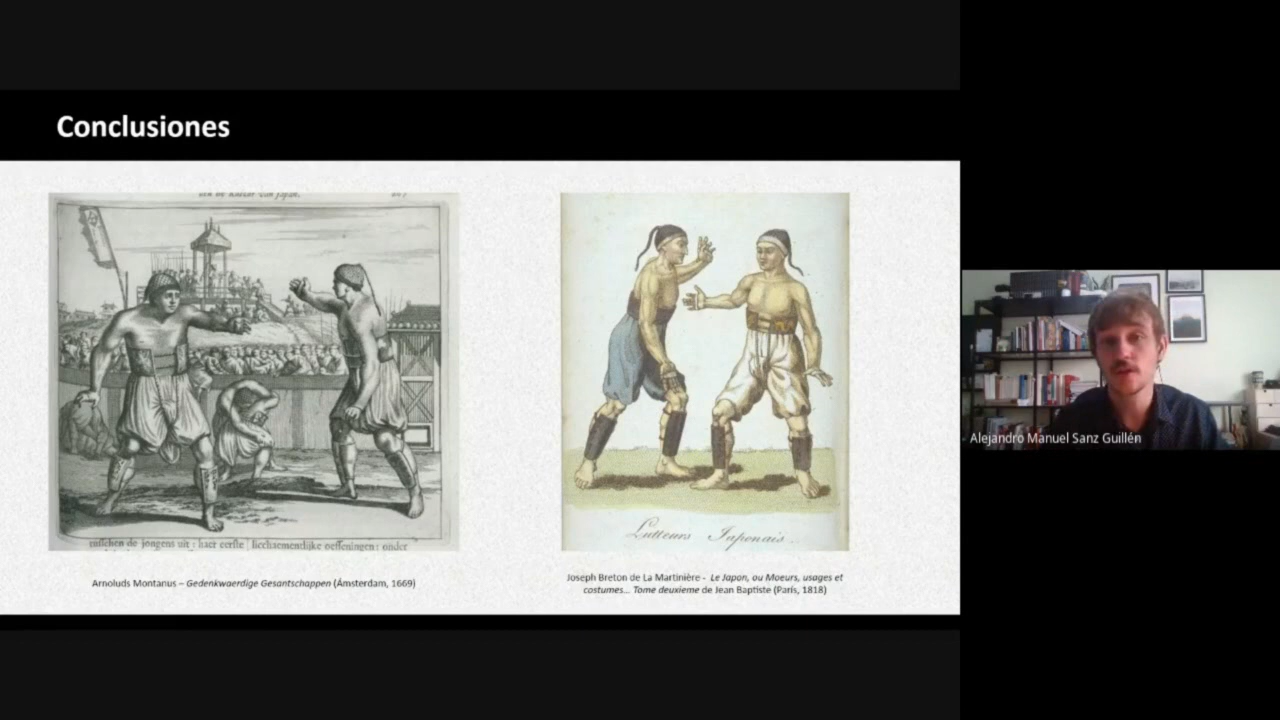 Conclusiones
van de Keizer van Japan.
tusschen de jongens uit : haer eerste licchaementlijke oeffeningen : onder
Lutteurs Japonais.
Arnoluds Montanus – Gedenkwaerdige Gesantschappen (Ámsterdam, 1669)
Joseph Breton de La Martinière - Le Japon, ou Moeurs, usages et
costumes... Tome deuxieme de Jean Baptiste (París, 1818)
Alejandro Manuel Sanz Guillén